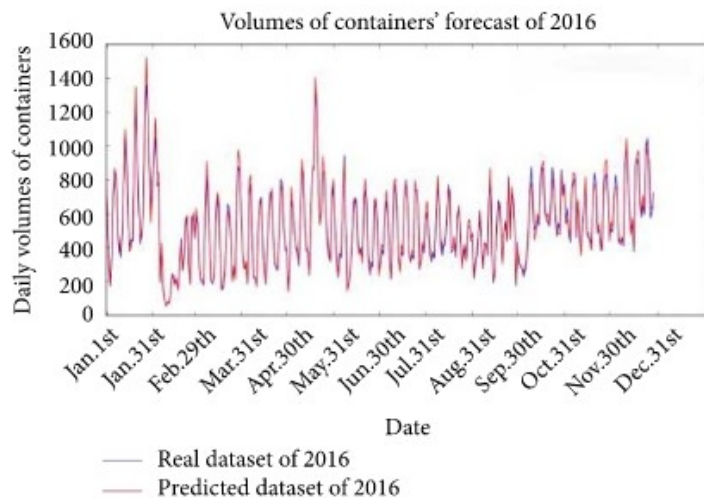 Volumes of containers' forecast of 2016
Daily volumes of containers
1600
1400
1200
1000
800
600
400
200
0
Jan.1st
Jan.31st
Feb.29th
Mar.31st
Apr.30th
May.31st
Jun.30th
Jul.31st
Aug.31st
Sep.30th
Oct.31st
Nov.30th
Dec.31st
Date
Real dataset of 2016
Predicted dataset of 2016